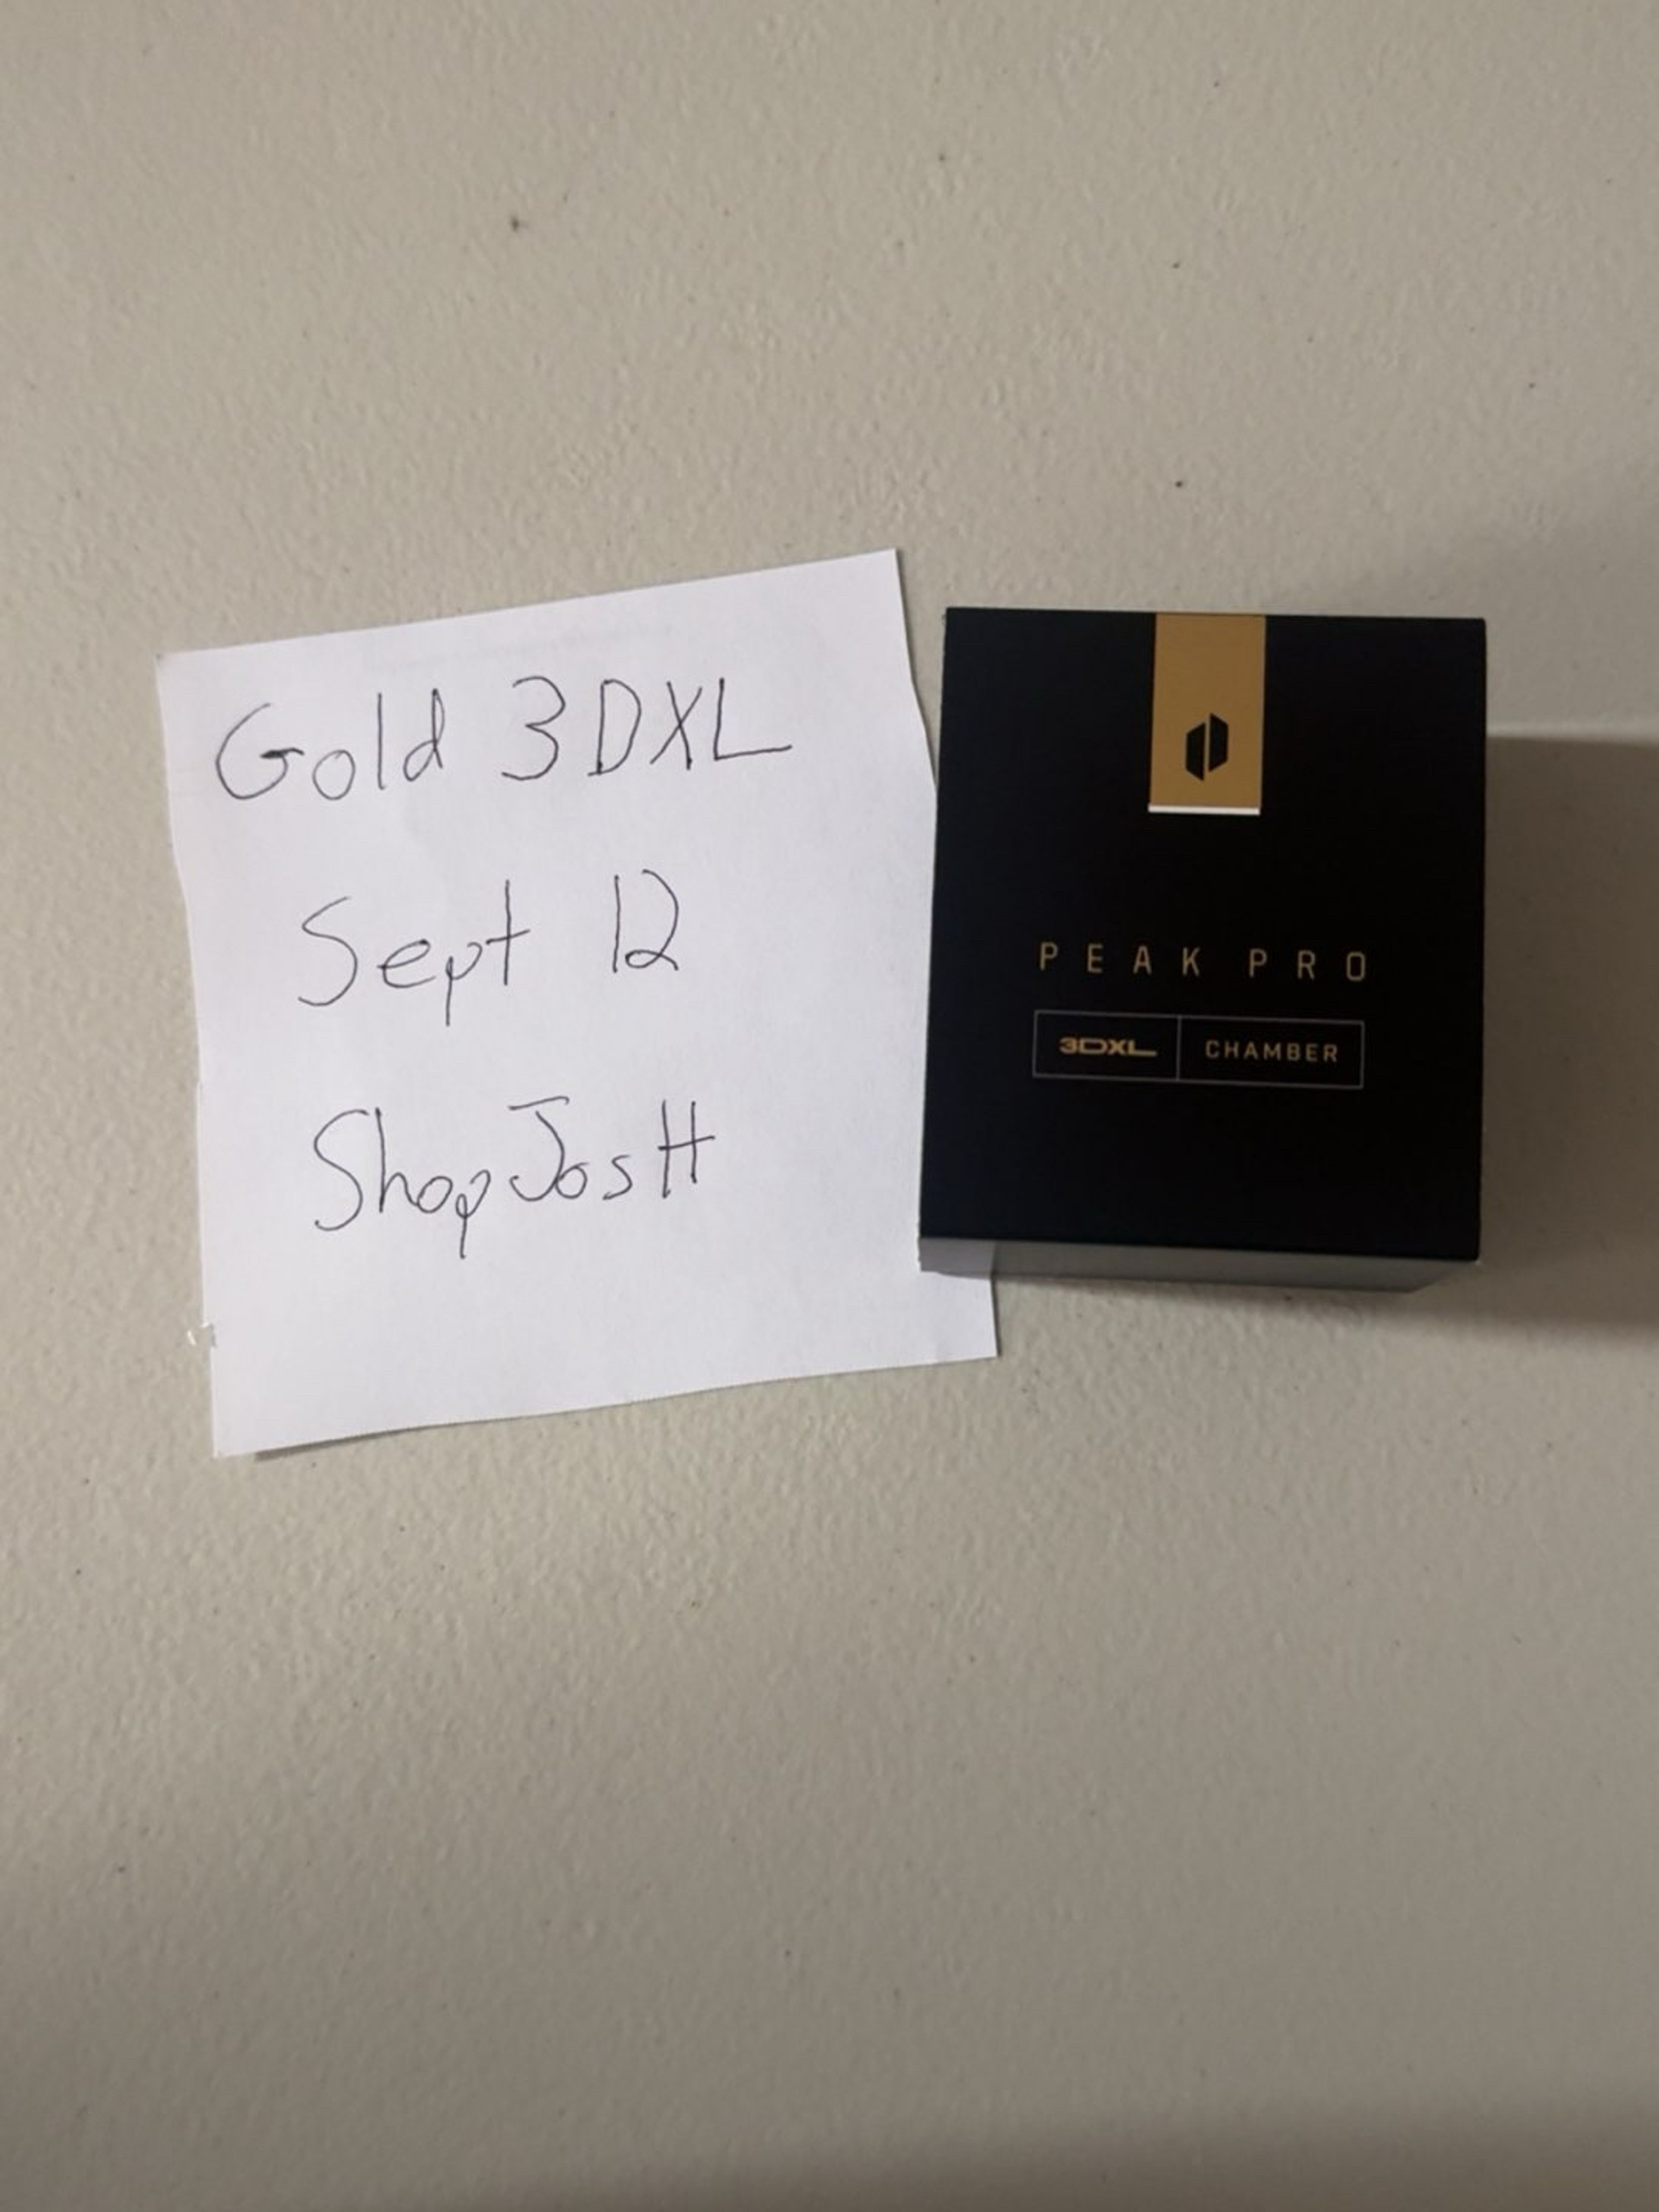 Gold 3DXL
Sept 12
ShopJosH
PEAK PRO
3DXL CHAMBER